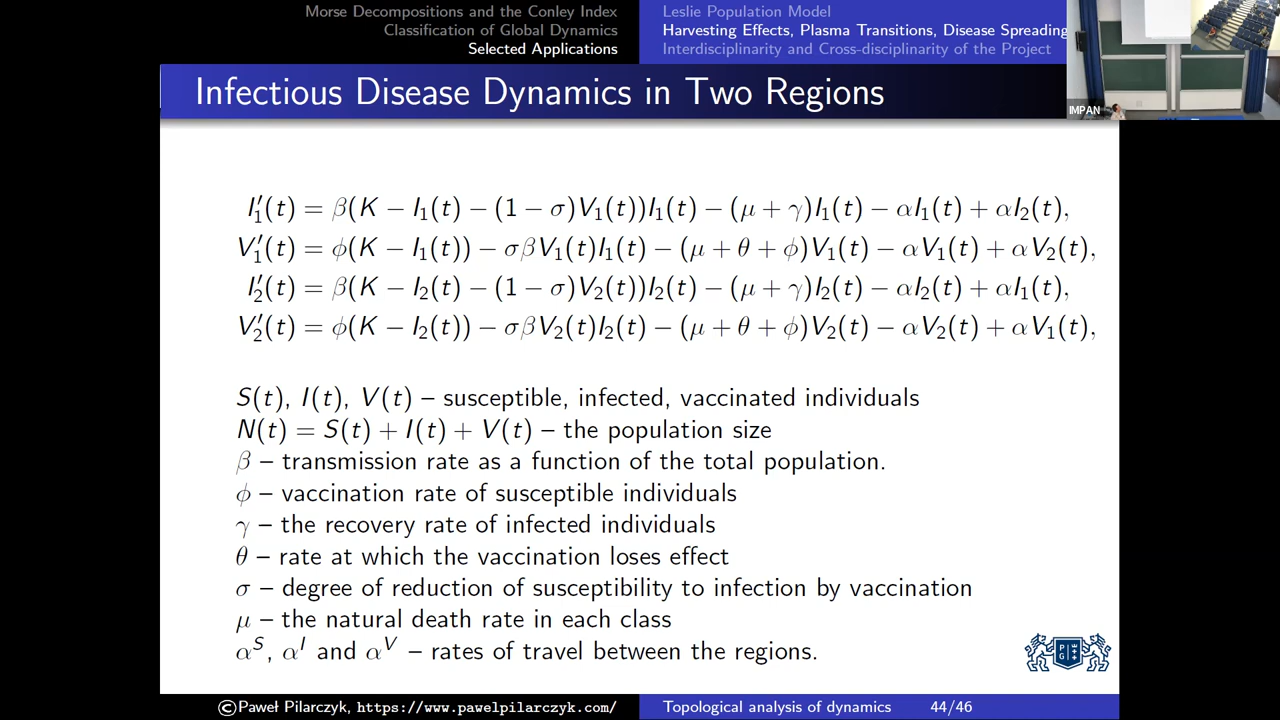 Morse Decompositions and the Conley Index
Classification of Global Dynamics
Selected Applications
Leslie Population Model
Harvesting Effects, Plasma Transitions, Disease Spreading
Interdisciplinarity and Cross-disciplinarity of the Project
IMPAN
Infectious Disease Dynamics in Two Regions
I₁′(t) = β(K − I₁(t) − (1 − σ)V₁(t))I₁(t) − (μ + γ)I₁(t) − αI₁(t) + αI₂(t),
V₁′(t) = ϕ(K − I₁(t)) − σβV₁(t)I₁(t) − (μ + θ + ϕ)V₁(t) − αV₁(t) + αV₂(t),
I₂′(t) = β(K − I₂(t) − (1 − σ)V₂(t))I₂(t) − (μ + γ)I₂(t) − αI₂(t) + αI₁(t),
V₂′(t) = ϕ(K − I₂(t)) − σβV₂(t)I₂(t) − (μ + θ + ϕ)V₂(t) − αV₂(t) + αV₁(t),
S(t), I(t), V(t) – susceptible, infected, vaccinated individuals
N(t) = S(t) + I(t) + V(t) – the population size
β – transmission rate as a function of the total population.
ϕ – vaccination rate of susceptible individuals
γ – the recovery rate of infected individuals
θ – rate at which the vaccination loses effect
σ – degree of reduction of susceptibility to infection by vaccination
μ – the natural death rate in each class
α^S, α^I and α^V – rates of travel between the regions.
P G
©Paweł Pilarczyk, https://www.pawelpilarczyk.com/
Topological analysis of dynamics
44/46